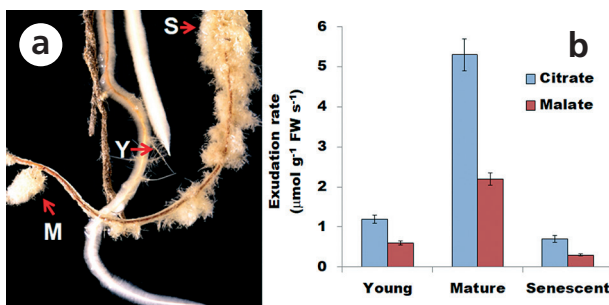 a
S
Y
M
b
Exudation rate
(µmol g⁻¹ FW s⁻¹)
6
5
4
3
2
1
0
Citrate
Malate
Young
Mature
Senescent